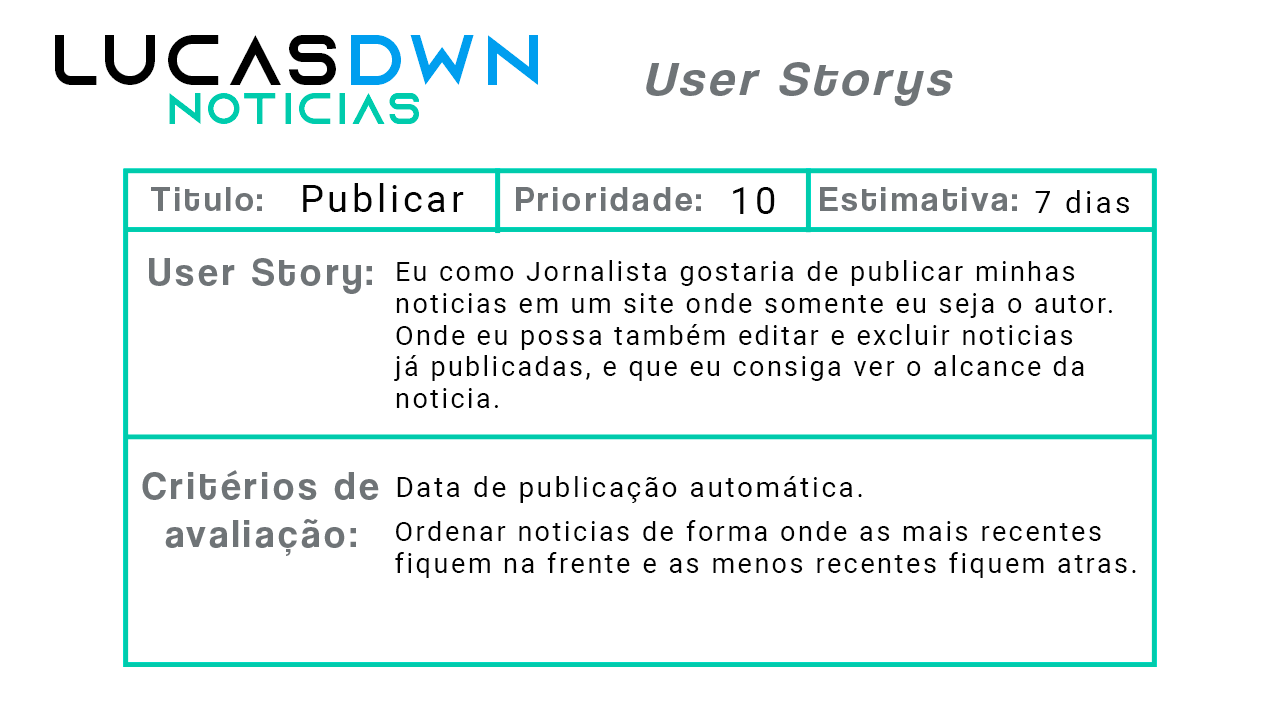 LUCASDWN
NOTICIAS
User Storys
Titulo: Publicar
Prioridade: 10
Estimativa: 7 dias
User Story:
Eu como Jornalista gostaria de publicar minhas
noticias em um site onde somente eu seja o autor.
Onde eu possa também editar e excluir noticias
já publicadas, e que eu consiga ver o alcance da
noticia.
Critérios de
avaliação:
Data de publicação automática.
Ordenar noticias de forma onde as mais recentes
fiquem na frente e as menos recentes fiquem atras.